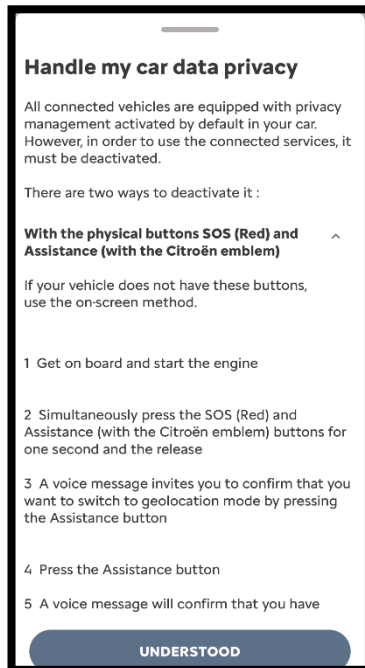 Handle my car data privacy
All connected vehicles are equipped with privacy
management activated by default in your car.
However, in order to use the connected services, it
must be deactivated.
There are two ways to deactivate it :
With the physical buttons SOS (Red) and
Assistance (with the Citroën emblem)
If your vehicle does not have these buttons,
use the on-screen method.
1 Get on board and start the engine
2 Simultaneously press the SOS (Red) and
Assistance (with the Citroën emblem) buttons for
one second and the release
3 A voice message invites you to confirm that you
want to switch to geolocation mode by pressing
the Assistance button
4 Press the Assistance button
5 A voice message will confirm that you have
UNDERSTOOD